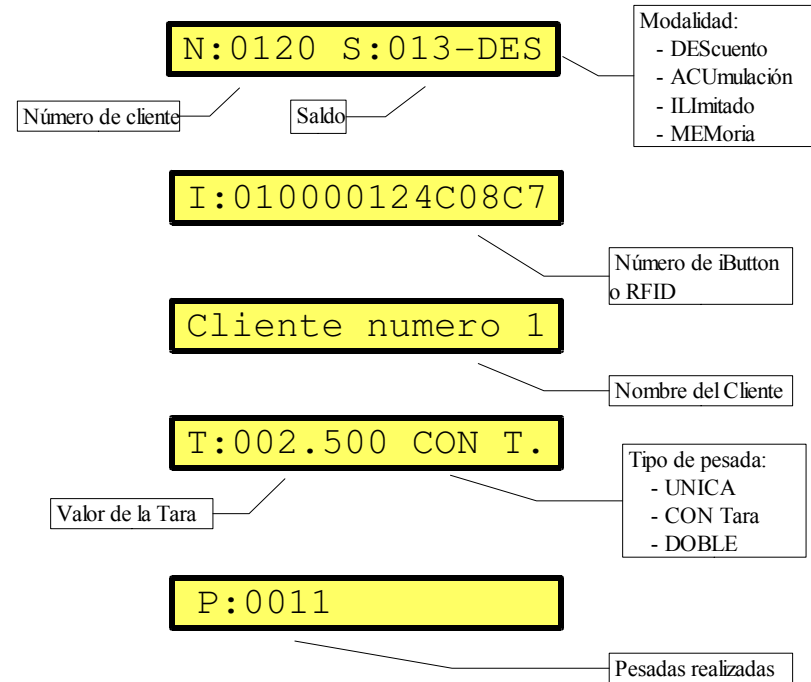 N:0120 S:013-DES
Modalidad:
- DEScuento
- ACUmulación
- ILImitado
- MEMoria
Número de cliente
Saldo
I:010000124C08C7
Número de iButton
o RFID
Cliente numero 1
Nombre del Cliente
T:002.500 CON T.
Tipo de pesada:
- UNICA
- CON Tara
- DOBLE
Valor de la Tara
P:0011
Pesadas realizadas